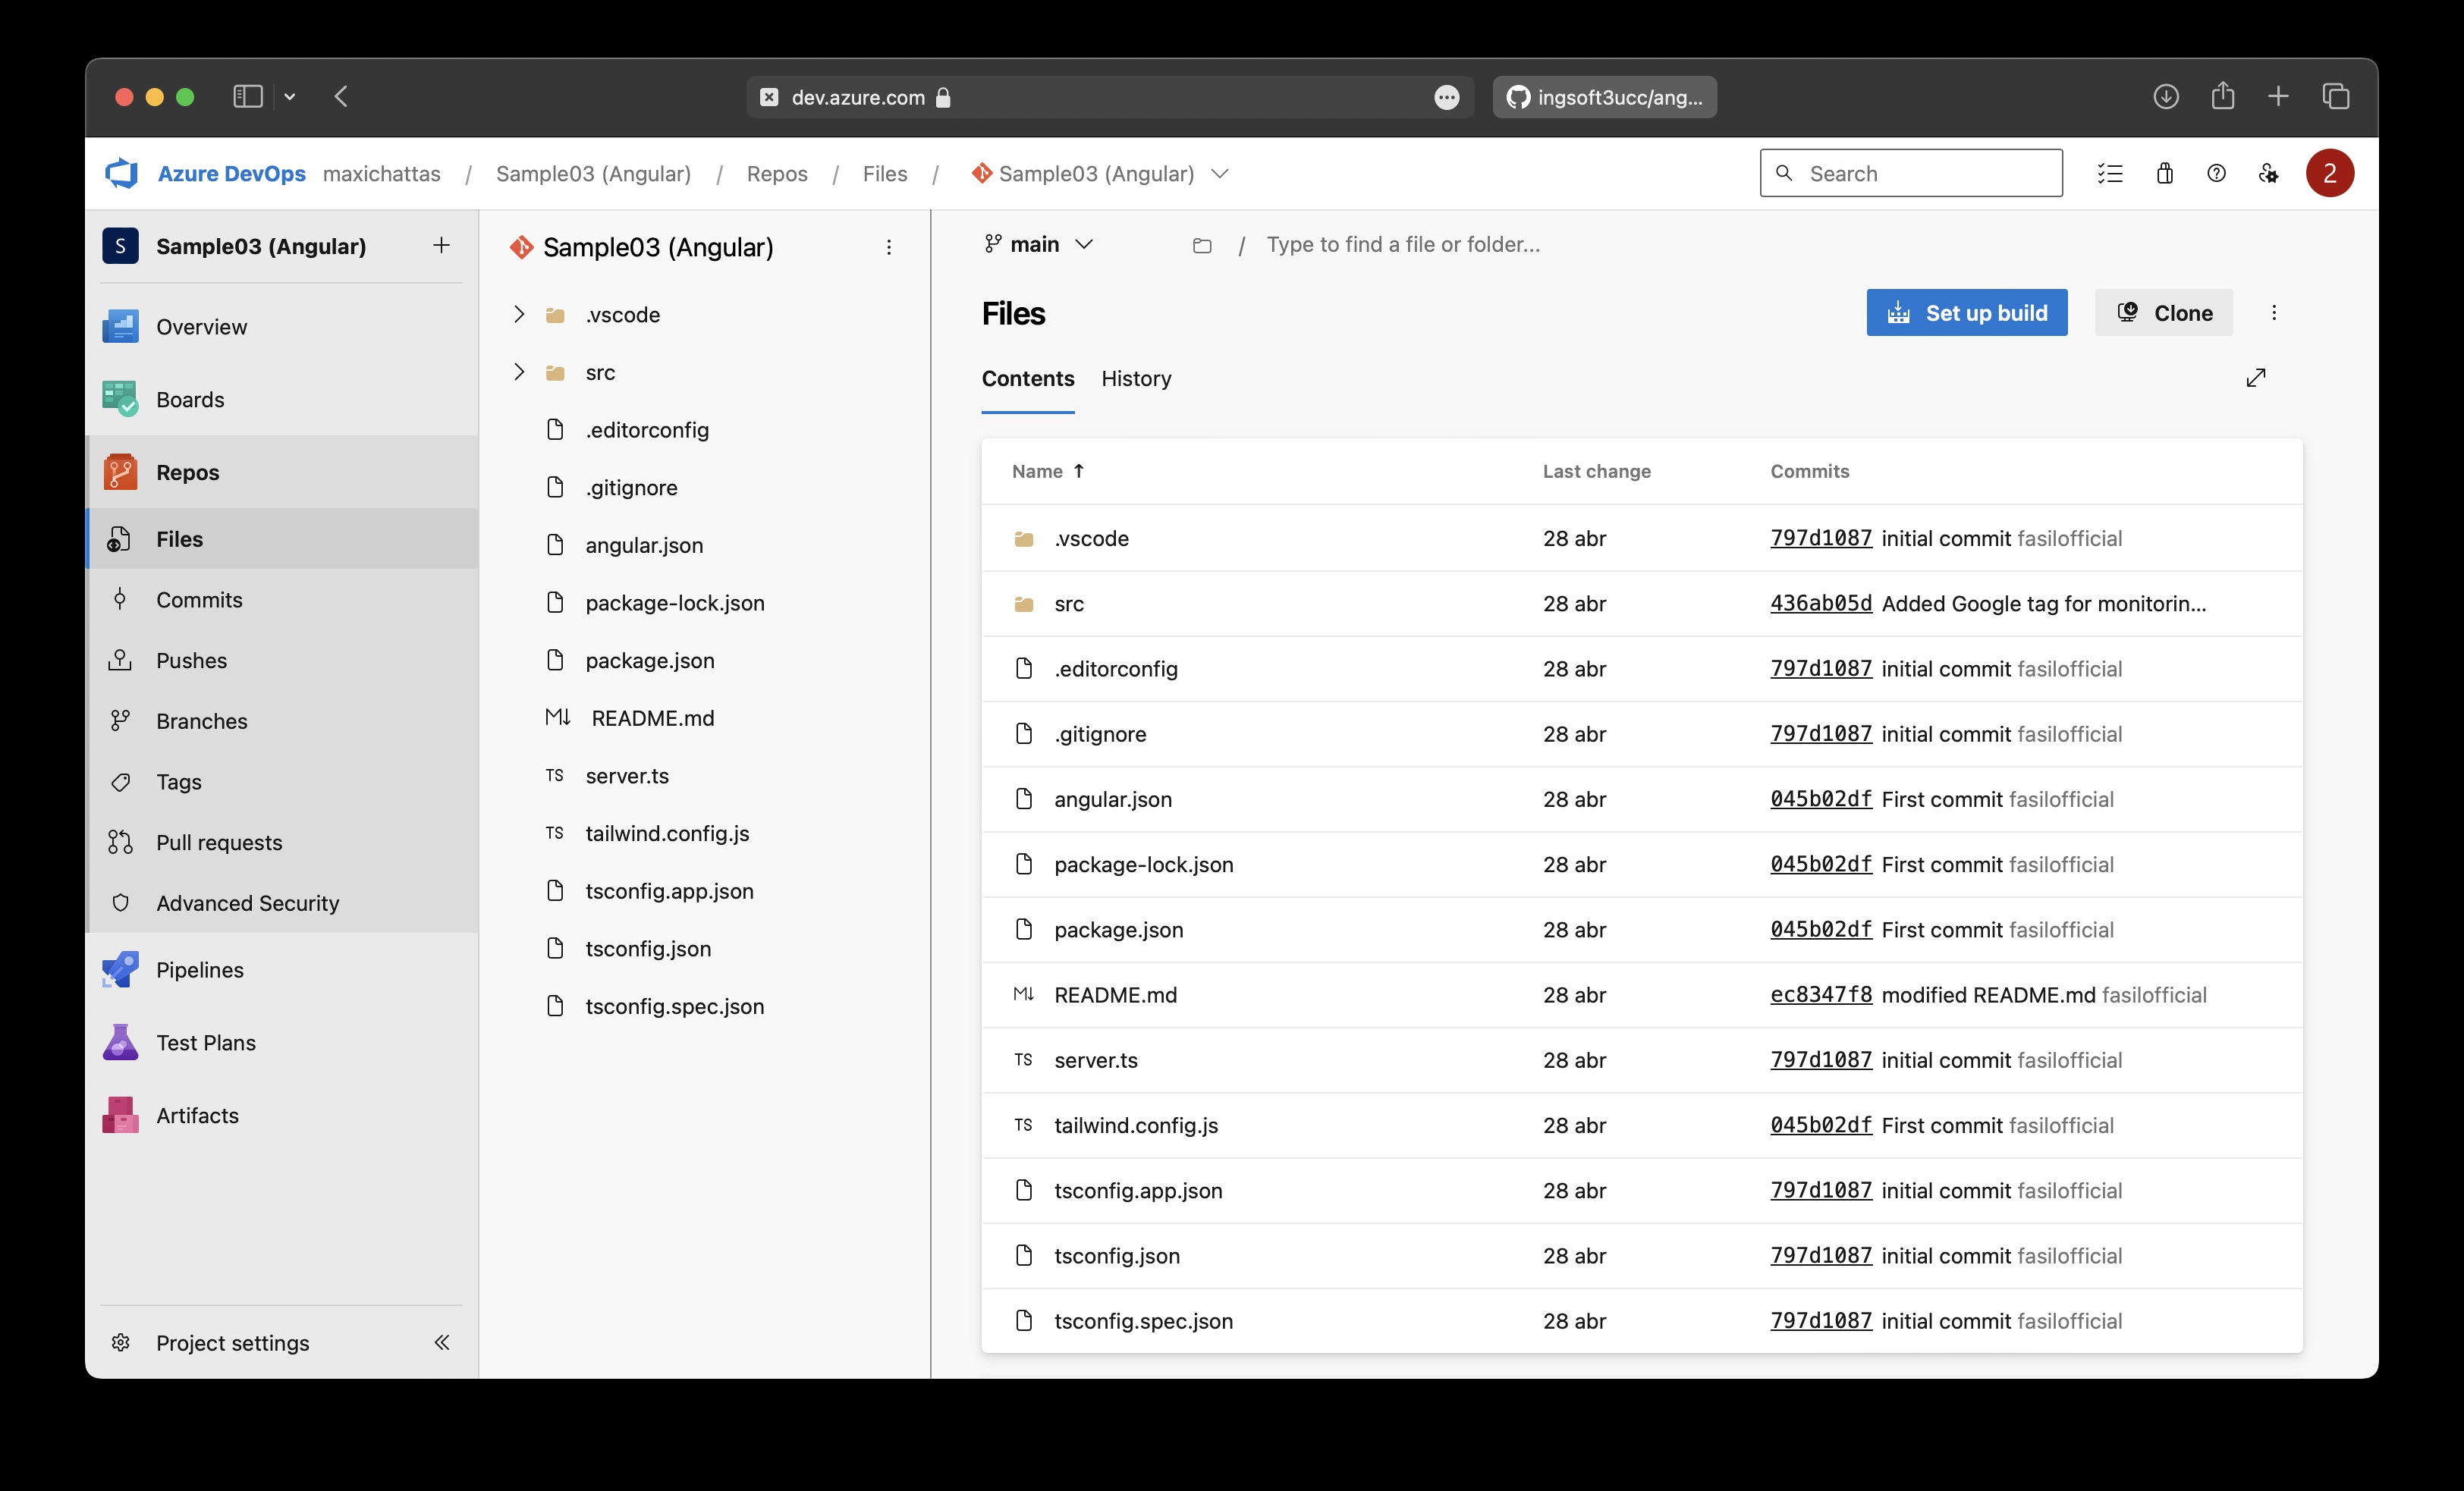 dev.azure.com
ingsoft3ucc/ang...
Azure DevOps maxichattas / Sample03 (Angular) / Repos / Files / Sample03 (Angular)
Search
2
S Sample03 (Angular)
Overview
Boards
Repos
Files
Commits
Pushes
Branches
Tags
Pull requests
Advanced Security
Pipelines
Test Plans
Artifacts
Project settings
Sample03 (Angular)
.vscode
src
.editorconfig
.gitignore
angular.json
package-lock.json
package.json
M↓ README.md
TS server.ts
TS tailwind.config.js
tsconfig.app.json
tsconfig.json
tsconfig.spec.json
main / Type to find a file or folder...
Files
Set up build
Clone
Contents History
Name ↑ Last change Commits
.vscode 28 abr 797d1087 initial commit fasilofficial
src 28 abr 436ab05d Added Google tag for monitorin...
.editorconfig 28 abr 797d1087 initial commit fasilofficial
.gitignore 28 abr 797d1087 initial commit fasilofficial
angular.json 28 abr 045b02df First commit fasilofficial
package-lock.json 28 abr 045b02df First commit fasilofficial
package.json 28 abr 045b02df First commit fasilofficial
M↓ README.md 28 abr ec8347f8 modified README.md fasilofficial
TS server.ts 28 abr 797d1087 initial commit fasilofficial
TS tailwind.config.js 28 abr 045b02df First commit fasilofficial
tsconfig.app.json 28 abr 797d1087 initial commit fasilofficial
tsconfig.json 28 abr 797d1087 initial commit fasilofficial
tsconfig.spec.json 28 abr 797d1087 initial commit fasilofficial